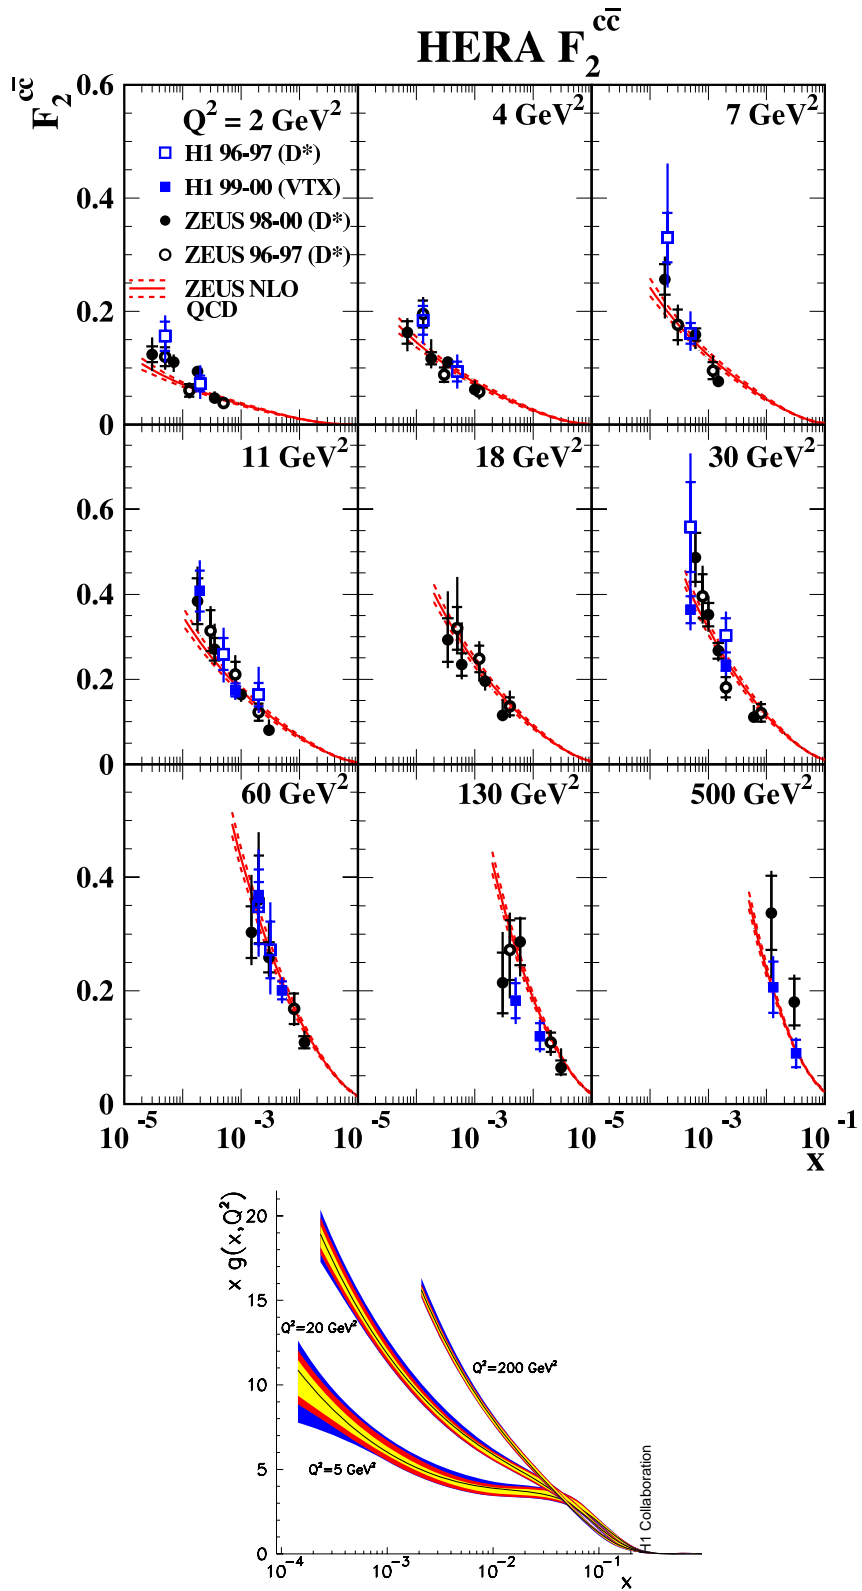 HERA F₂^cc̅
F₂^cc̅
0.6
0.4
0.2
0
Q² = 2 GeV²
H1 96-97 (D*)
H1 99-00 (VTX)
ZEUS 98-00 (D*)
ZEUS 96-97 (D*)
ZEUS NLO
QCD
4 GeV²
7 GeV²
11 GeV²
18 GeV²
30 GeV²
0.6
0.4
0.2
0
60 GeV²
130 GeV²
500 GeV²
0.4
0.2
0
10⁻⁵ 10⁻³ 10⁻⁵ 10⁻³ 10⁻⁵ 10⁻³ 10⁻¹
x
x g(x,Q²)
20
15
10
5
0
Q²=20 GeV²
Q²=200 GeV²
Q²=5 GeV²
H1 Collaboration
10⁻⁴ 10⁻³ 10⁻² 10⁻¹
x